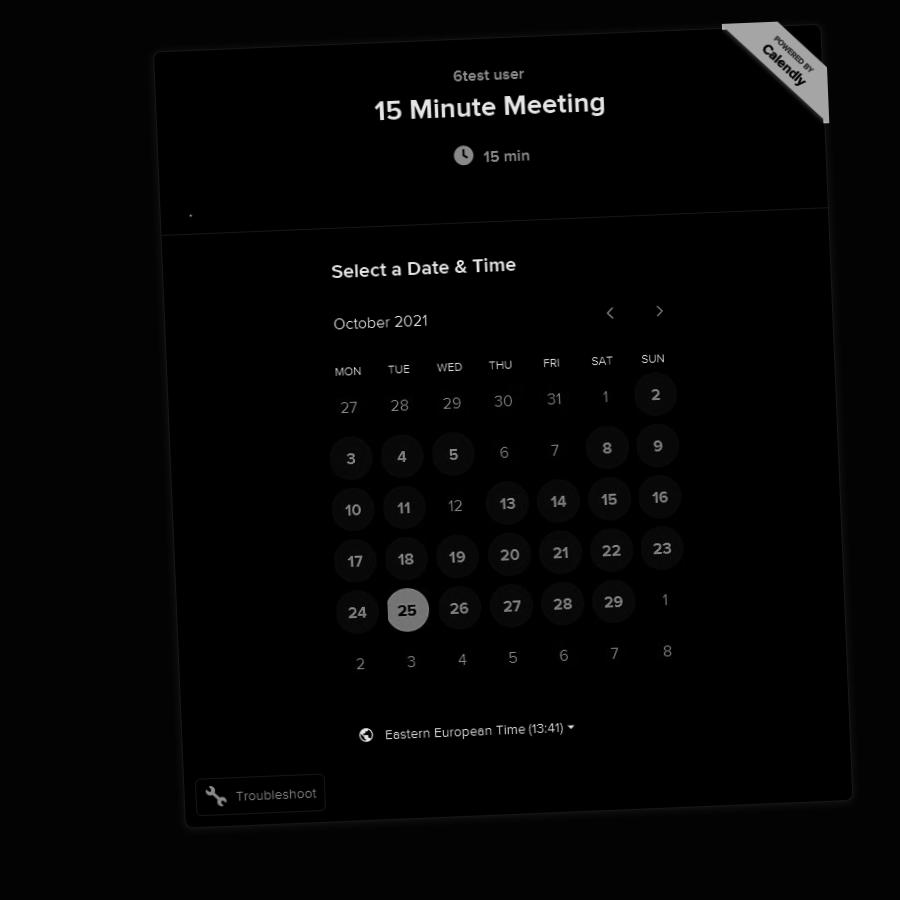 POWERED BY
Calendly
6test user
15 Minute Meeting
15 min
Select a Date & Time
October 2021
MON TUE WED THU FRI SAT SUN
27 28 29 30 31 1 2
3 4 5 6 7 8 9
10 11 12 13 14 15 16
17 18 19 20 21 22 23
24 25 26 27 28 29 1
2 3 4 5 6 7 8
Eastern European Time (13:41)
Troubleshoot